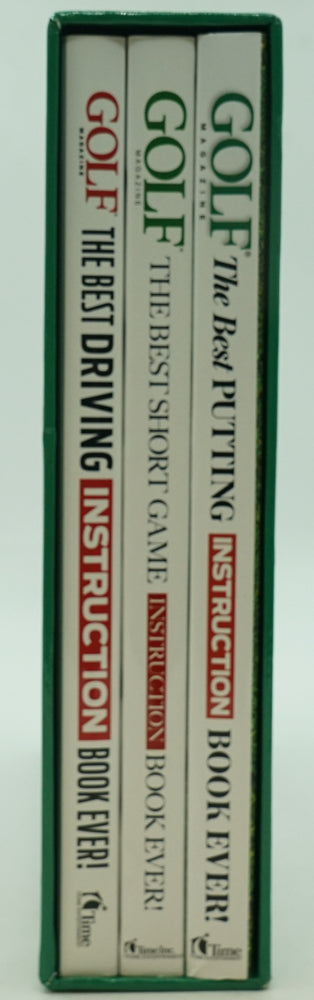 GOLF
MAGAZINE
THE BEST DRIVING INSTRUCTION BOOK EVER!
Time
GOLF
MAGAZINE
THE BEST SHORT GAME INSTRUCTION BOOK EVER!
Time Inc.
GOLF®
MAGAZINE
The Best PUTTING INSTRUCTION BOOK EVER!
Time